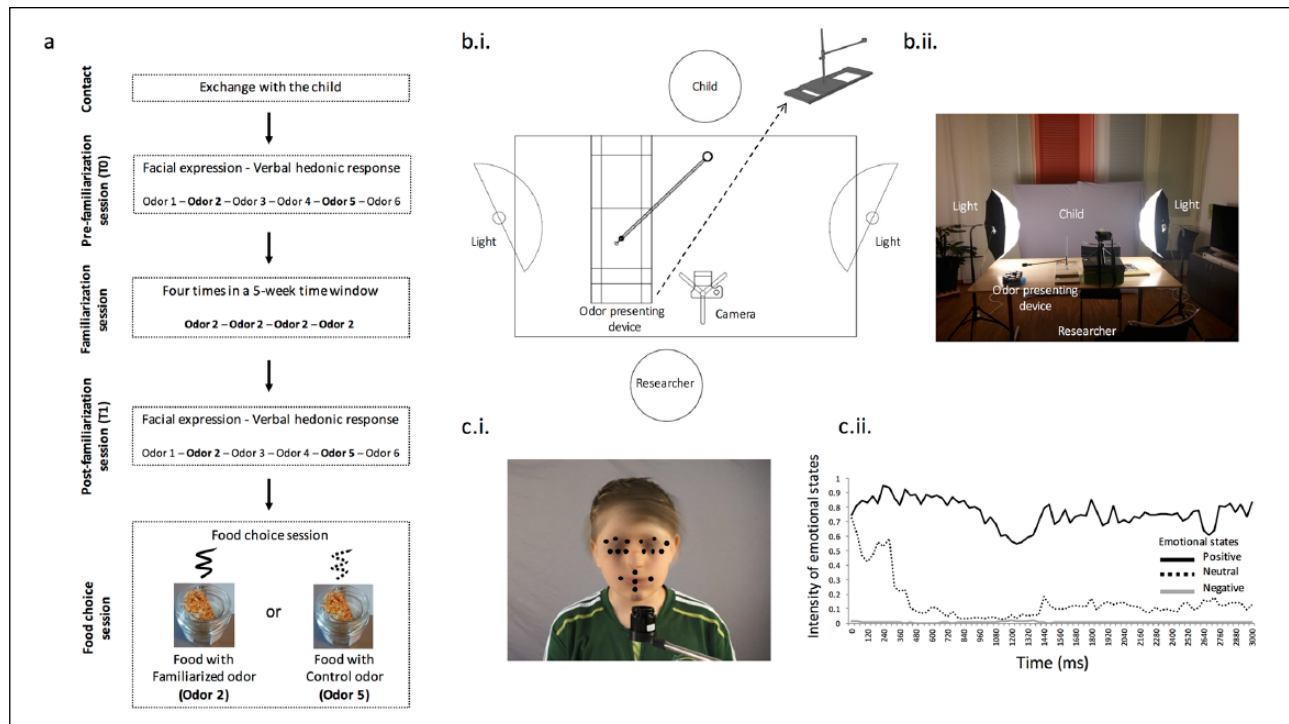 a
Contact
Exchange with the child
Pre-familiarization
session (T0)
Facial expression - Verbal hedonic response
Odor 1 – Odor 2 – Odor 3 – Odor 4 – Odor 5 – Odor 6
Familiarization
session
Four times in a 5-week time window
Odor 2 – Odor 2 – Odor 2 – Odor 2
Post-familiarization
session (T1)
Facial expression - Verbal hedonic response
Odor 1 – Odor 2 – Odor 3 – Odor 4 – Odor 5 – Odor 6
Food choice
session
Food choice session
or
Food with
Familiarized odor
(Odor 2)
Food with
Control odor
(Odor 5)
b.i.
Child
Light
Light
Odor presenting
device
Camera
Researcher
b.ii.
Light
Child
Light
Odor presenting
device
Researcher
c.i.
c.ii.
Intensity of emotional states
1
0.9
0.8
0.7
0.6
0.5
0.4
0.3
0.2
0.1
0
Emotional states
Positive
Neutral
Negative
0
120
240
360
480
600
720
840
960
1080
1200
1320
1440
1560
1680
1800
1920
2040
2160
2280
2400
2520
2640
2760
2880
3000
Time (ms)